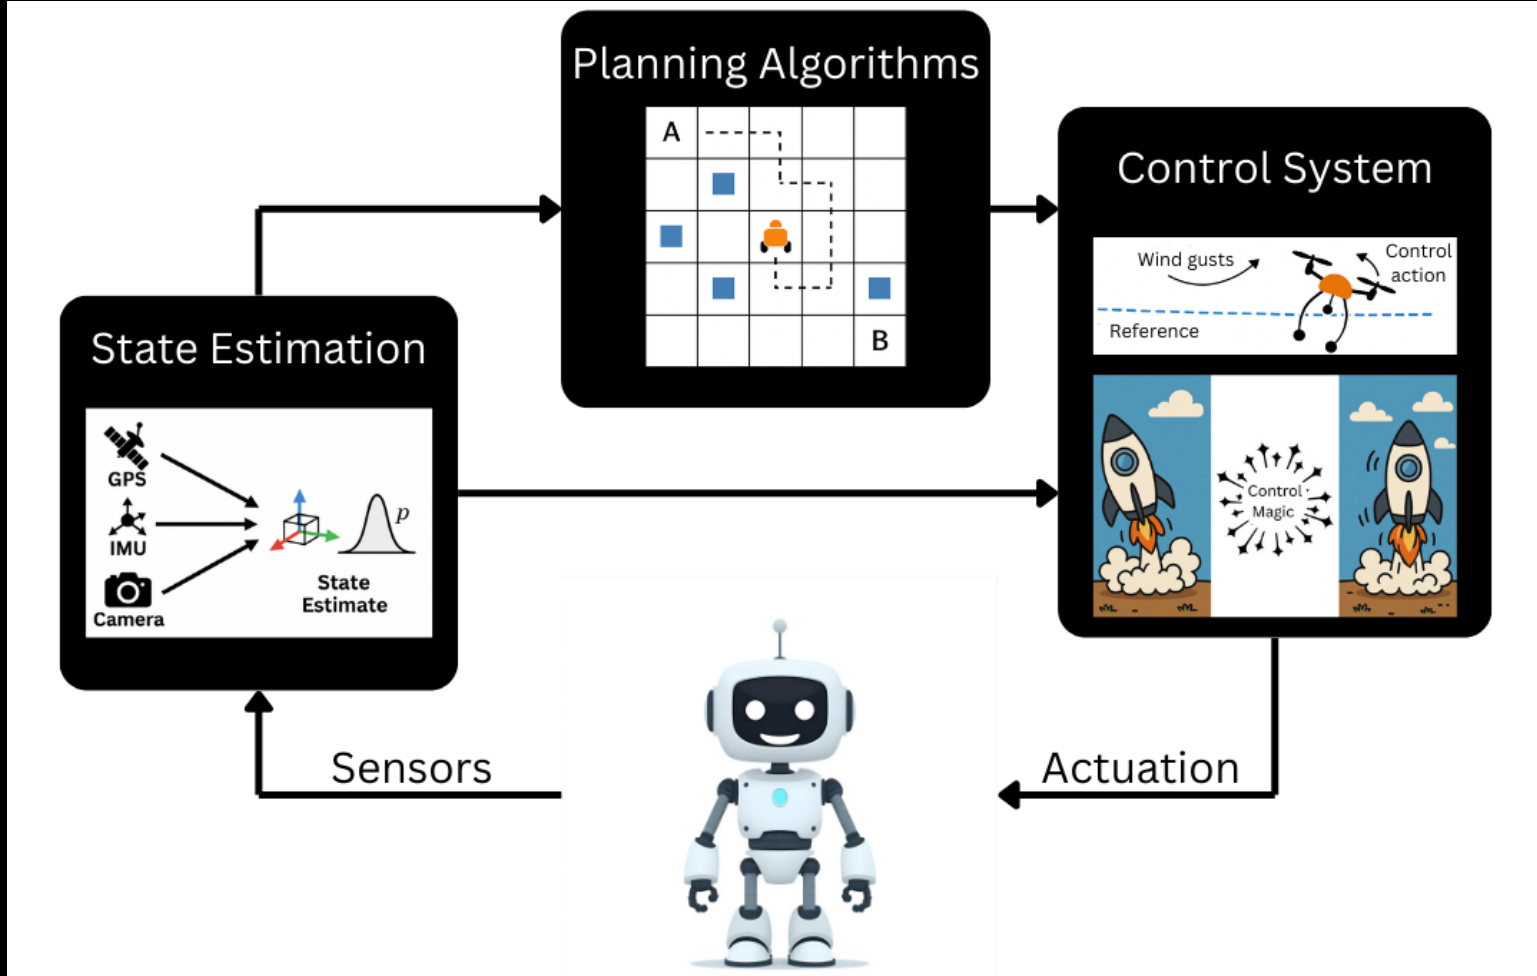 Planning Algorithms
A
B
Control System
Wind gusts
Control
action
Reference
Control
Magic
State Estimation
GPS
IMU
Camera
p
State
Estimate
Sensors
Actuation